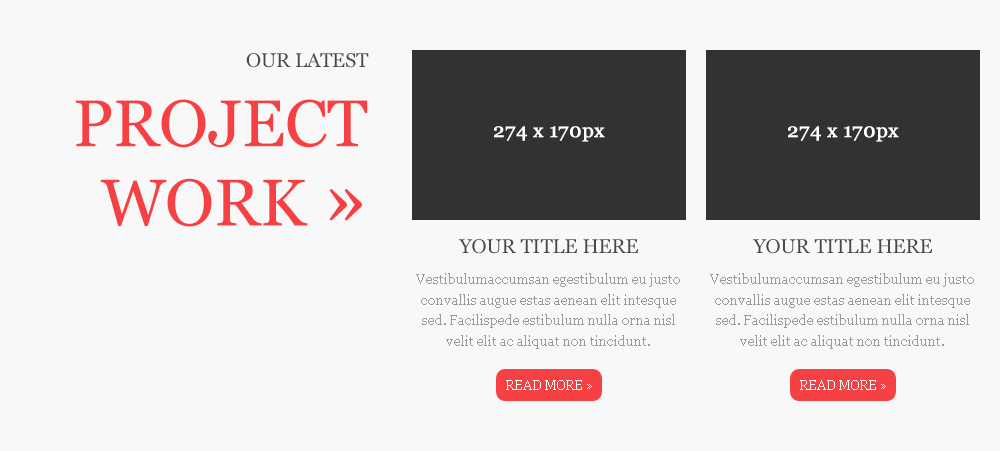 OUR LATEST
PROJECT
WORK »
274 x 170px
YOUR TITLE HERE
Vestibulumaccumsan egestibulum eu justo
convallis augue estas aenean elit intesque
sed. Facilispede estibulum nulla orna nisl
velit elit ac aliquat non tincidunt.
READ MORE »
274 x 170px
YOUR TITLE HERE
Vestibulumaccumsan egestibulum eu justo
convallis augue estas aenean elit intesque
sed. Facilispede estibulum nulla orna nisl
velit elit ac aliquat non tincidunt.
READ MORE »